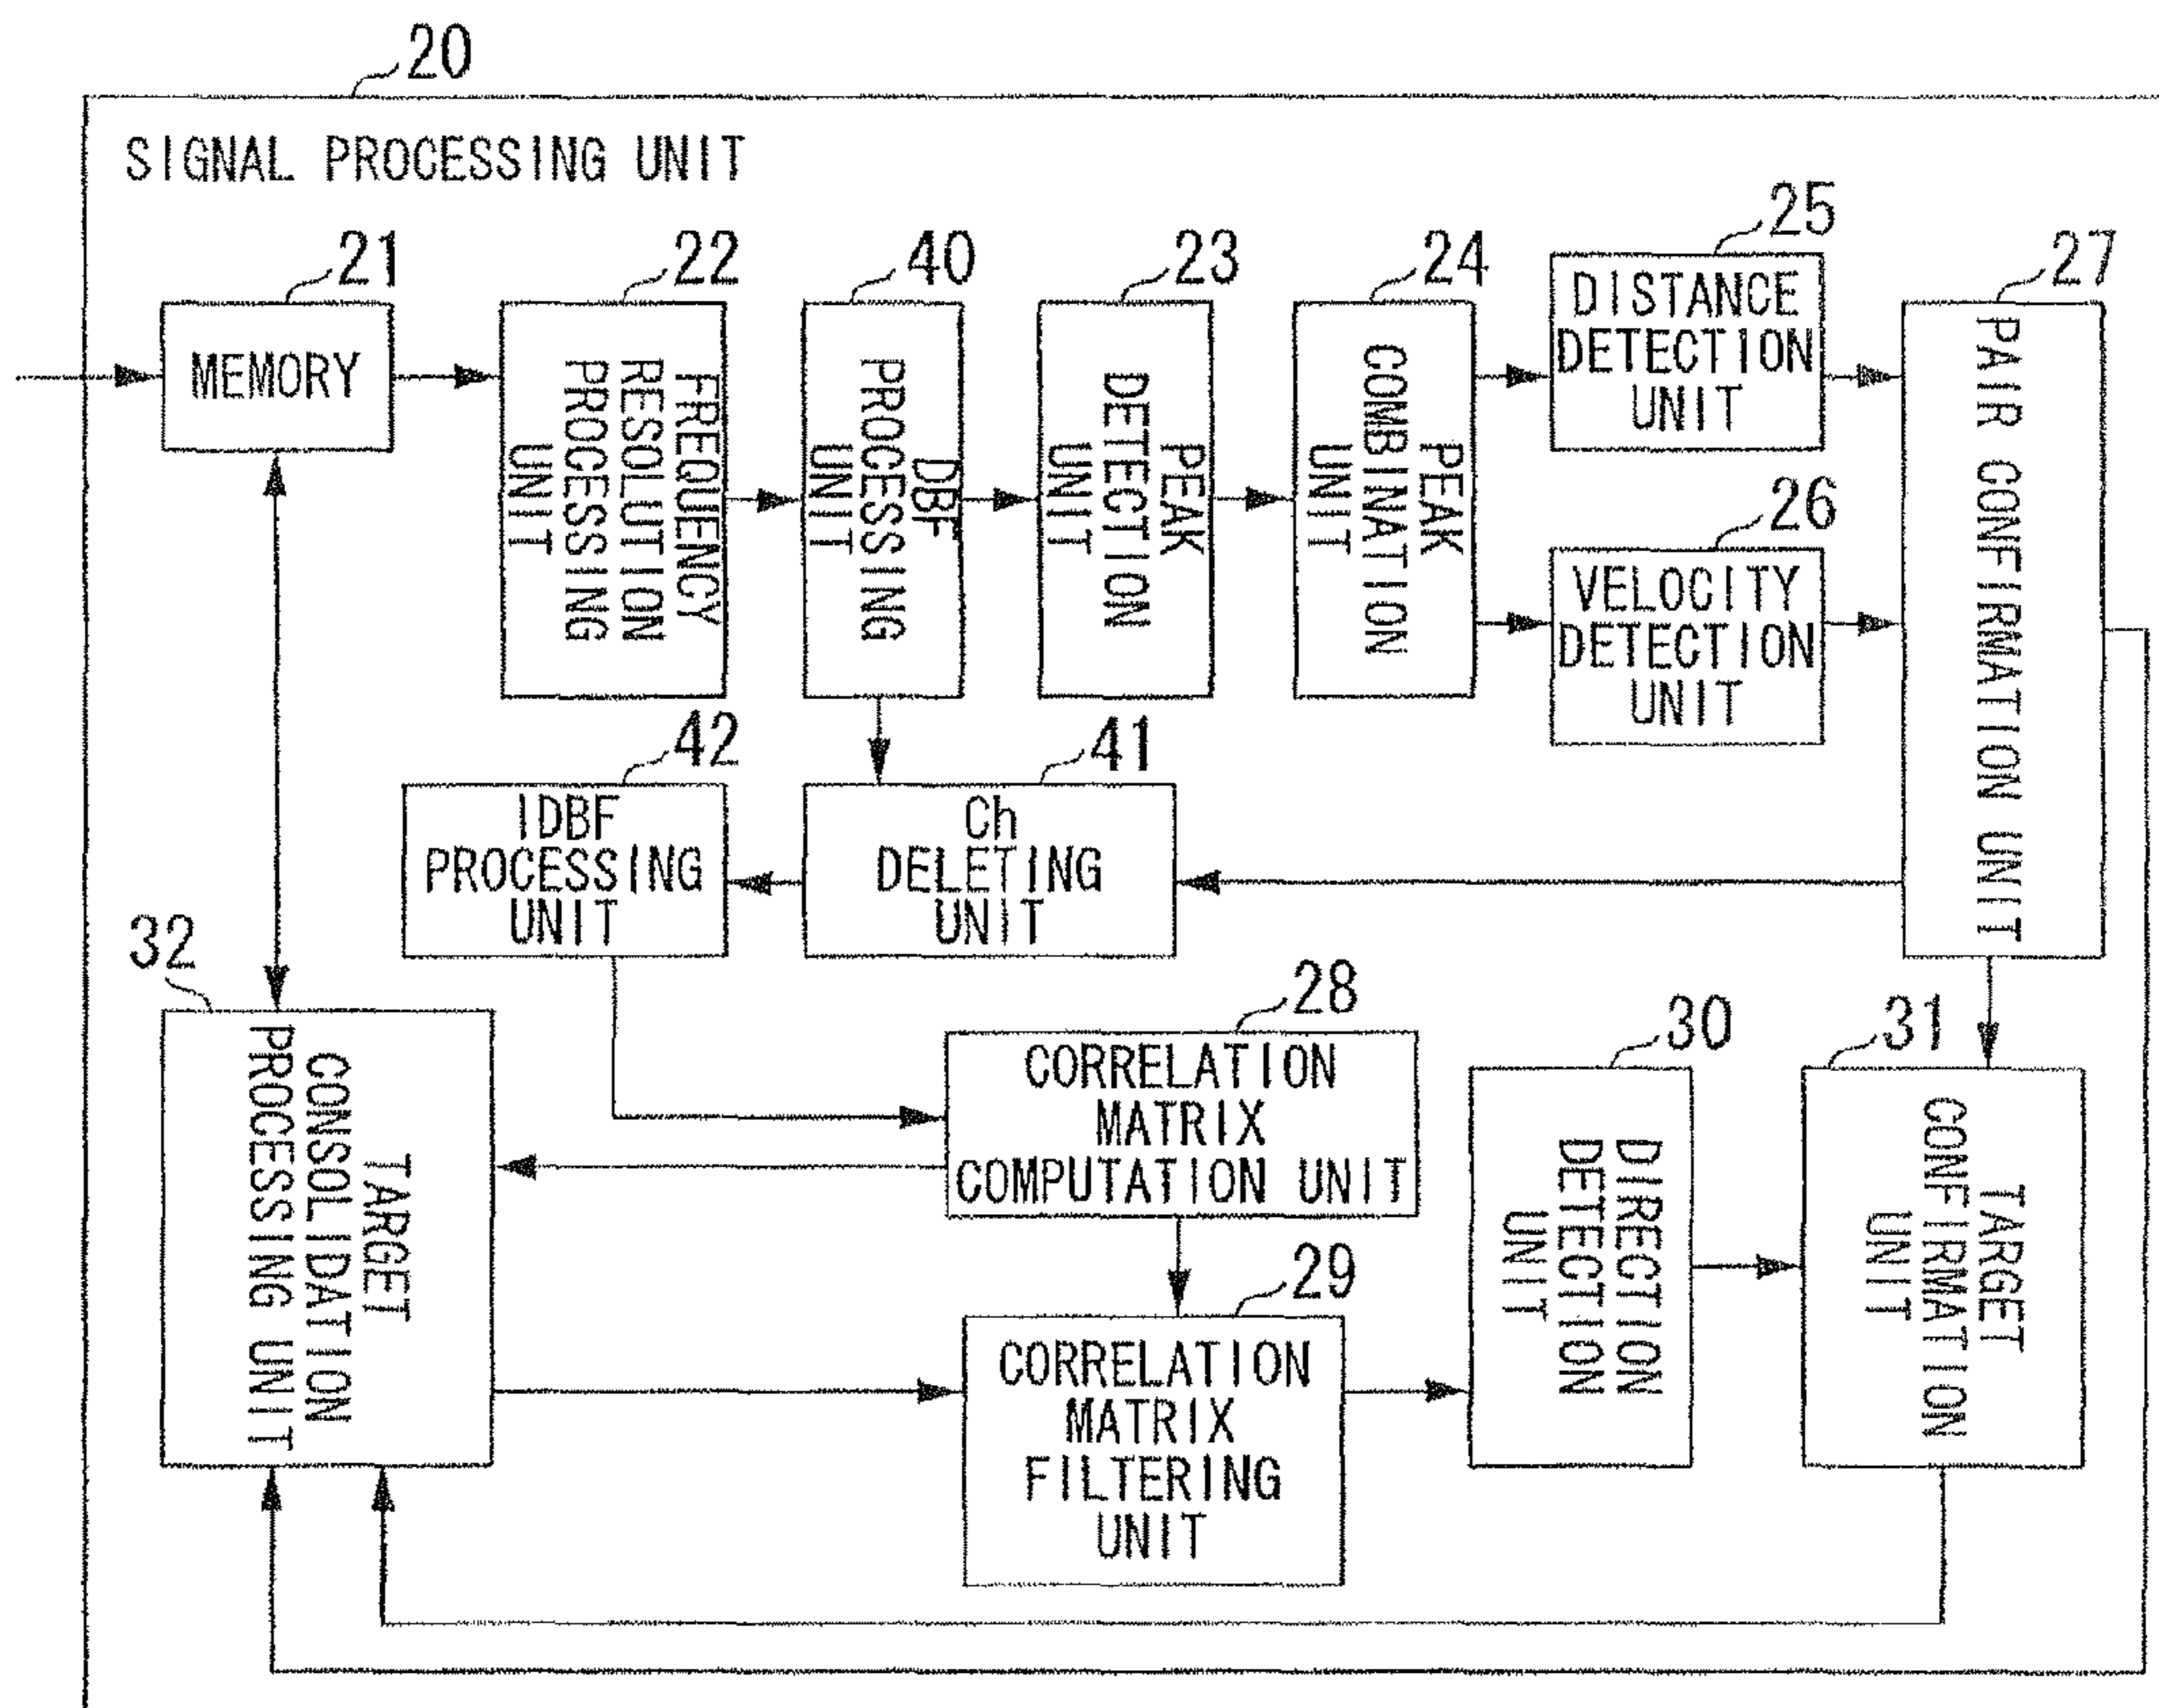 20
SIGNAL PROCESSING UNIT
21
MEMORY
22
FREQUENCY
RESOLUTION
PROCESSING
UNIT
40
DBF
PROCESSING
UNIT
23
PEAK
DETECTION
UNIT
24
PEAK
COMBINATION
UNIT
25
DISTANCE
DETECTION
UNIT
26
VELOCITY
DETECTION
UNIT
27
PAIR CONFIRMATION UNIT
42
IDBF
PROCESSING
UNIT
41
Ch
DELETING
UNIT
32
TARGET
CONSOLIDATION
PROCESSING UNIT
28
CORRELATION
MATRIX
COMPUTATION UNIT
29
CORRELATION
MATRIX
FILTERING
UNIT
30
DIRECTION
DETECTION
UNIT
31
TARGET
CONFIRMATION
UNIT